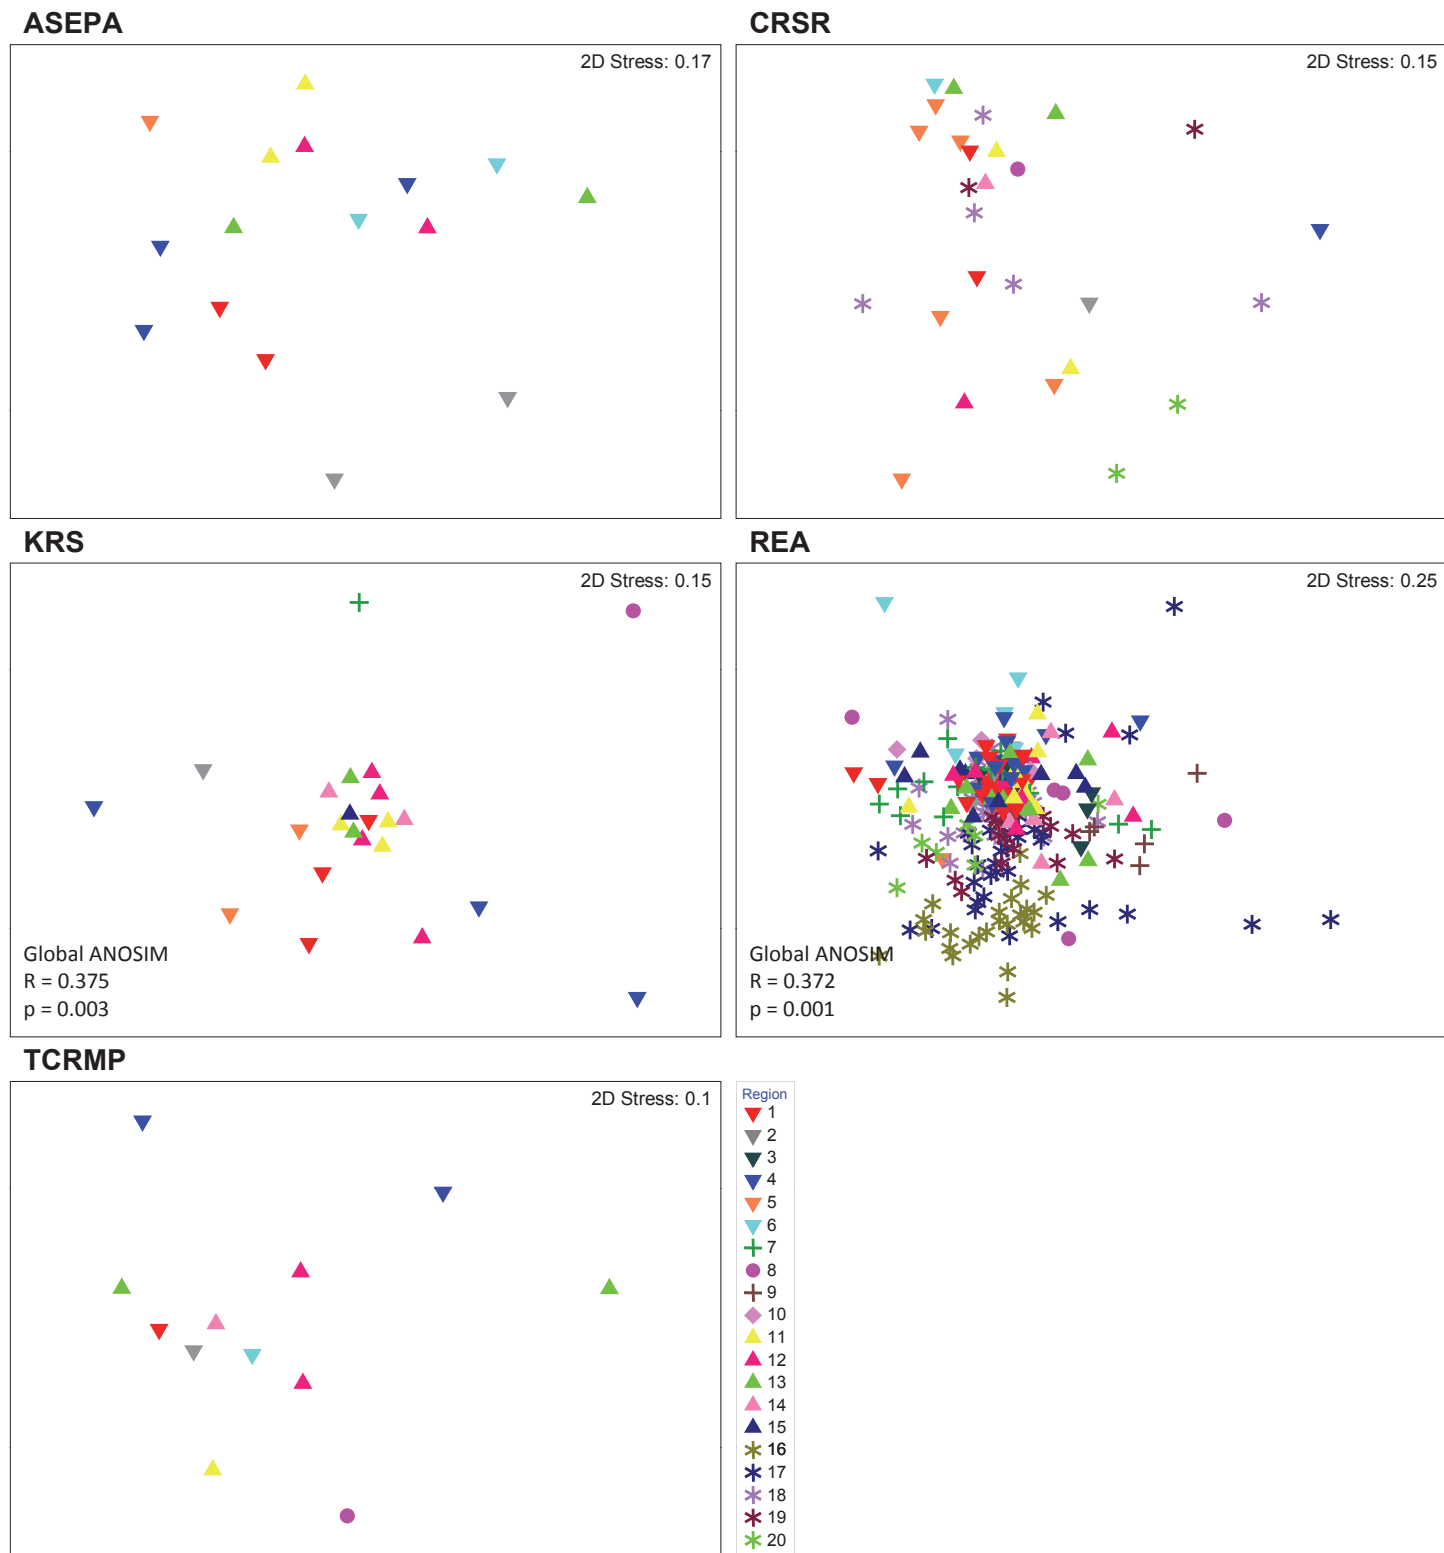 ASEPA
2D Stress: 0.17
CRSR
2D Stress: 0.15
KRS
2D Stress: 0.15
Global ANOSIM
R = 0.375
p = 0.003
REA
2D Stress: 0.25
Global ANOSIM
R = 0.372
p = 0.001
TCRMP
2D Stress: 0.1
Region
1
2
3
4
5
6
7
8
9
10
11
12
13
14
15
16
17
18
19
20